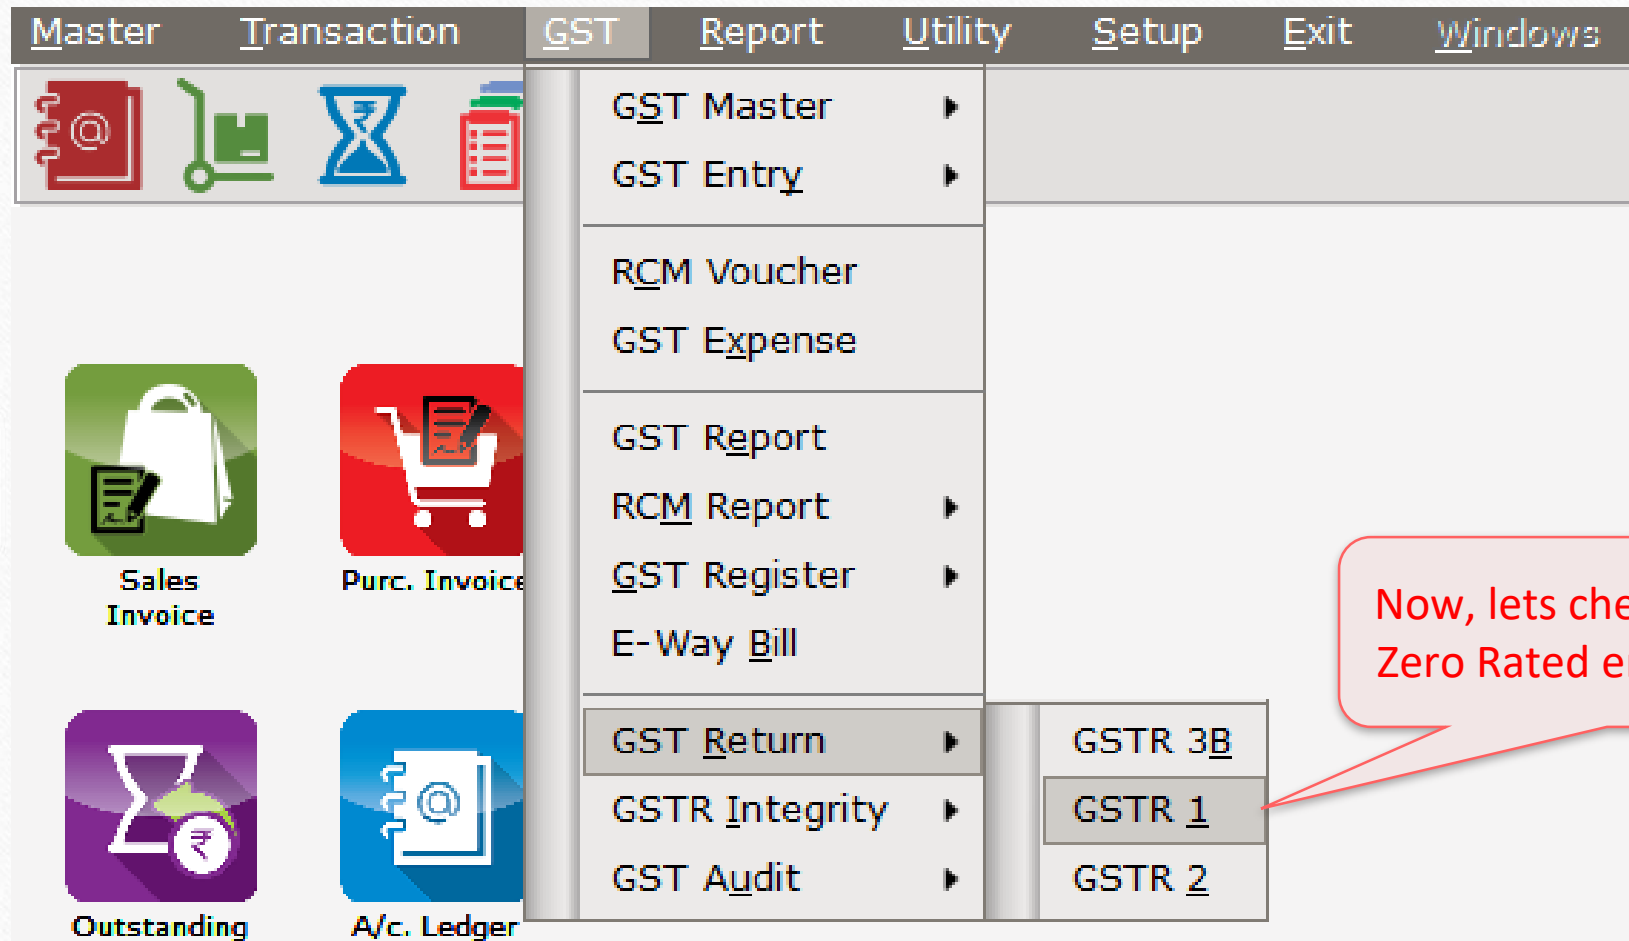 Master Transaction GST Report Utility Setup Exit Windows
GST Master
GST Entry
RCM Voucher
GST Expense
GST Report
RCM Report
GST Register
E-Way Bill
GST Return
GSTR Integrity
GST Audit
GSTR 3B
GSTR 1
GSTR 2
Sales
Invoice
Purc. Invoice
Outstanding
A/c. Ledger
Now, lets
Zero Rated